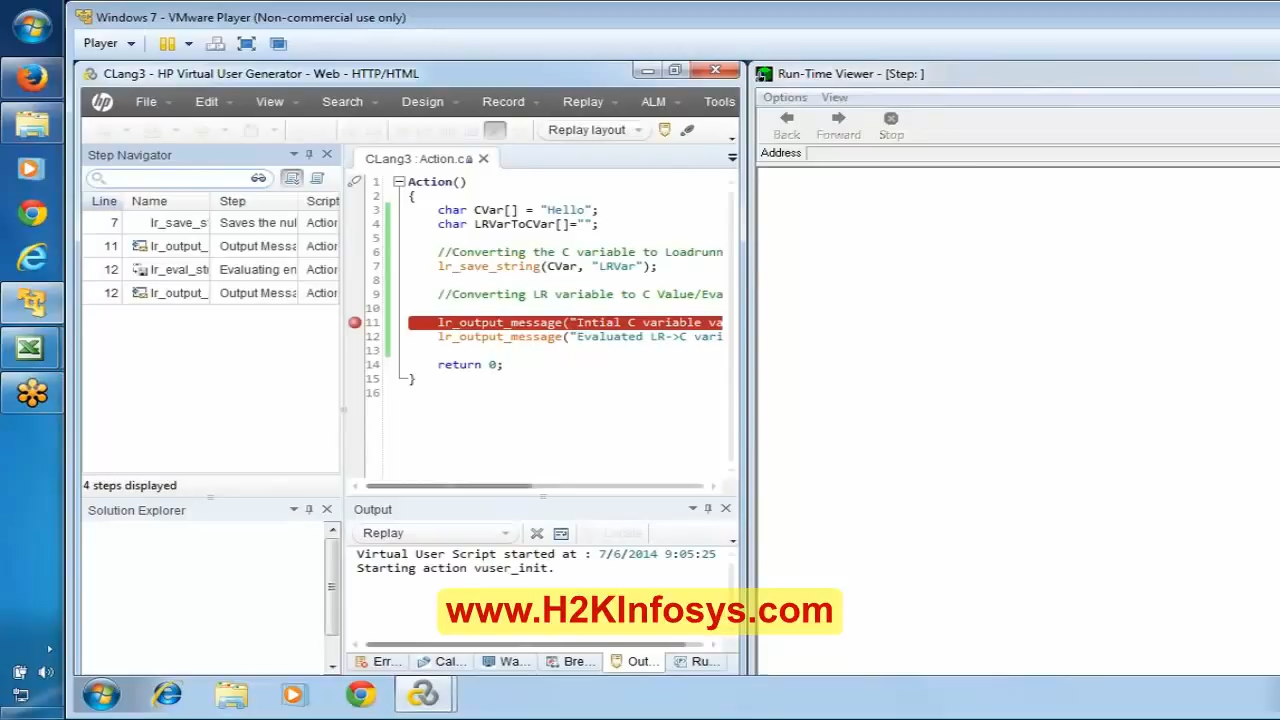 Windows 7 - VMware Player (Non-commercial use only)
Player
CLang3 - HP Virtual User Generator - Web - HTTP/HTML
hp File Edit View Search Design Record Replay ALM Tools
Replay layout
Step Navigator
Line Name Step Script
7 lr_save_s Saves the nul Action
11 lr_output_ Output Messa Action
12 lr_eval_stri Evaluating en Action
12 lr_output_ Output Messa Action
4 steps displayed
Solution Explorer
CLang3 : Action.c
1 Action()
2 {
3 char CVar[] = "Hello";
4 char LRVarToCVar[]="";
5
6 //Converting the C variable to Loadrunn
7 lr_save_string(CVar, "LRVar");
8
9 //Converting LR variable to C Value/Eva
10
11 lr_output_message("Intial C variable va
12 lr_output_message("Evaluated LR->C vari
13
14 return 0;
15 }
16
Output
Replay
Locate
Virtual User Script started at : 7/6/2014 9:05:25
Starting action vuser_init.
www.H2KInfosys.com
Err... Cal... Wa... Bre... Out... Ru...
Run-Time Viewer - [Step: ]
Options View
Back Forward Stop
Address